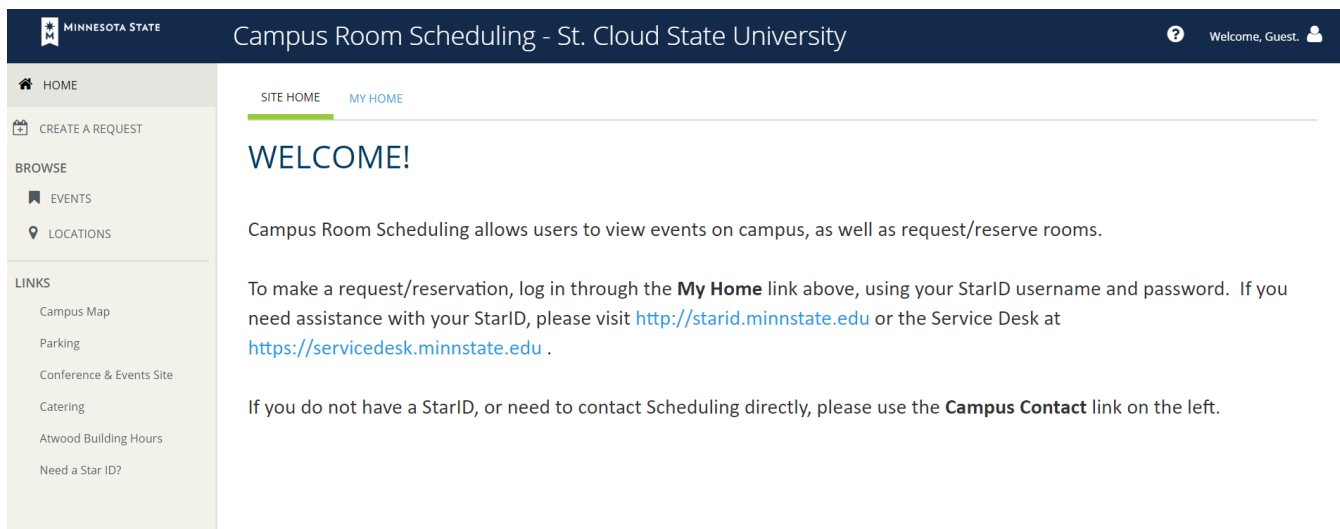 MINNESOTA STATE
Campus Room Scheduling - St. Cloud State University
Welcome, Guest.
HOME
CREATE A REQUEST
BROWSE
EVENTS
LOCATIONS
LINKS
Campus Map
Parking
Conference & Events Site
Catering
Atwood Building Hours
Need a Star ID?
SITE HOME MY HOME
WELCOME!
Campus Room Scheduling allows users to view events on campus, as well as request/reserve rooms.
To make a request/reservation, log in through the My Home link above, using your StarID username and password. If you
need assistance with your StarID, please visit http://starid.minnstate.edu or the Service Desk at
https://servicedesk.minnstate.edu .
If you do not have a StarID, or need to contact Scheduling directly, please use the Campus Contact link on the left.